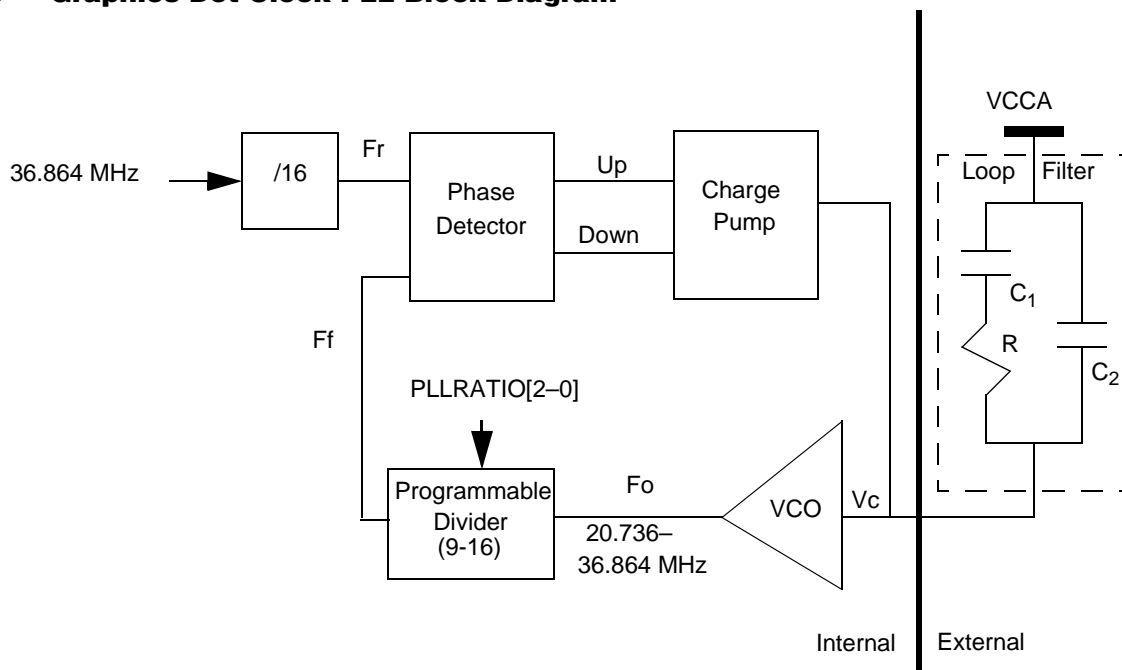 Graphics Dot Clock PLL Block Diagram
VCCA
Loop Filter
36.864 MHz
/16
Fr
Phase
Detector
Up
Down
Charge
Pump
C1
R
C2
Ff
PLLRATIO[2–0]
Programmable
Divider
(9-16)
Fo
20.736–
36.864 MHz
VCO
Vc
Internal
External